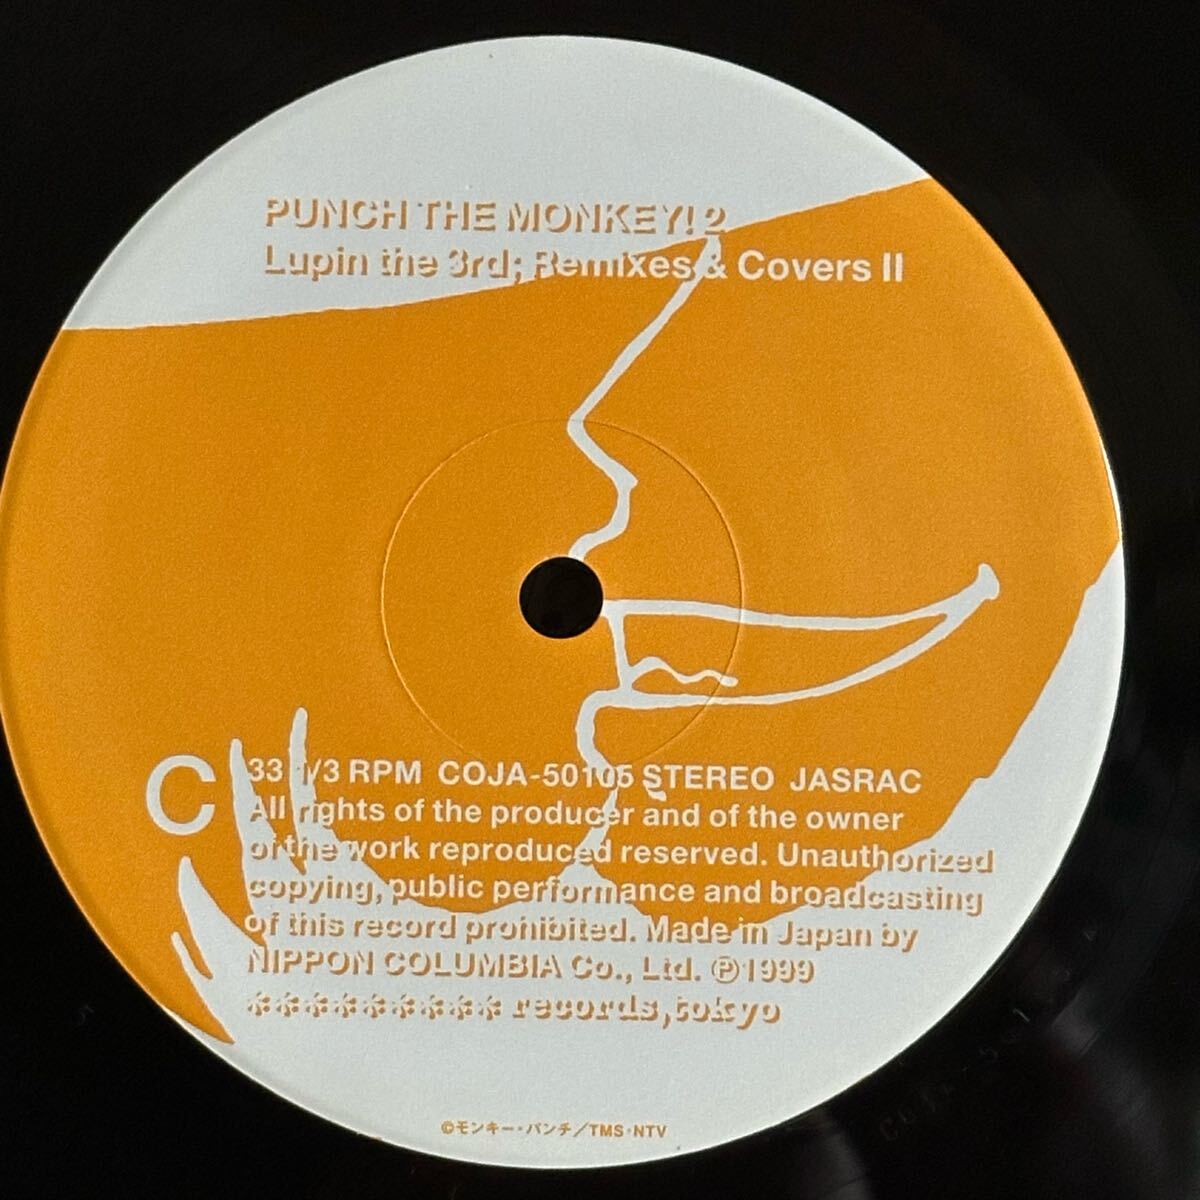 PUNCH THE MONKEY! 2
Lupin the 3rd; Remixes & Covers II
C
33 1/3 RPM COJA-50105 STEREO JASRAC
All rights of the producer and of the owner
of the work reproduced reserved. Unauthorized
copying, public performance and broadcasting
of this record prohibited. Made in Japan by
NIPPON COLUMBIA Co., Ltd. Ⓟ1999
********* records,tokyo
©モンキー・パンチ／TMS・NTV